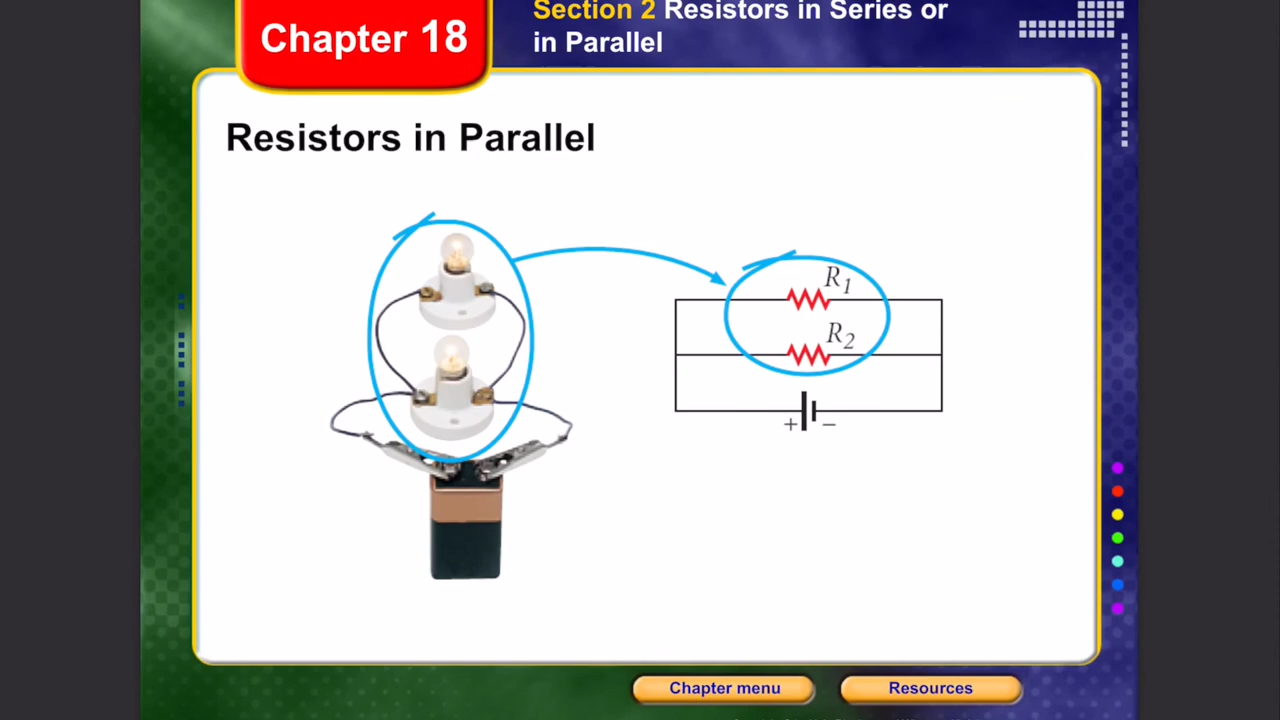 Chapter 18
Section 2 Resistors in Series or
in Parallel
Resistors in Parallel
R1
R2
+ −
Chapter menu
Resources